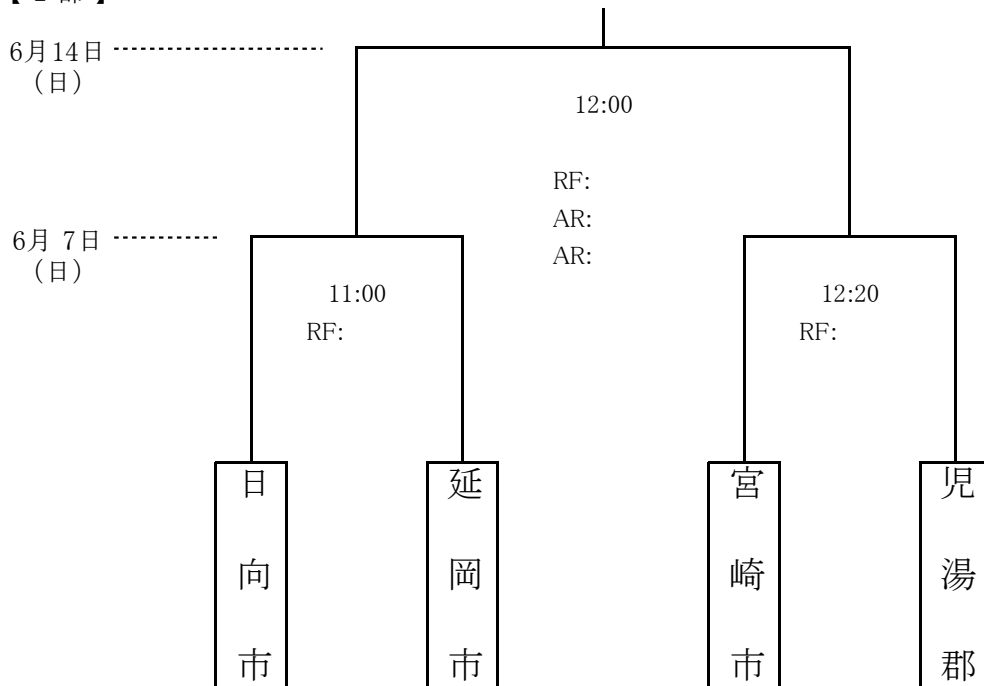 6月14日
（日）
12:00
RF:
AR:
AR:
6月 7日
（日）
11:00
RF:
12:20
RF:
日向市
延岡市
宮崎市
児湯郡